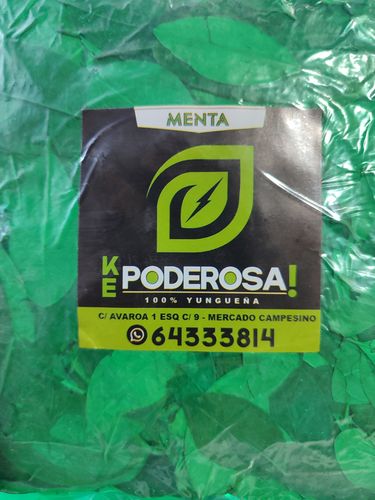 MENTA
KE PODEROSA!
100% YUNGUEÑA
C/ AVAROA 1 ESQ C/ 9 - MERCADO CAMPESINO
64333814